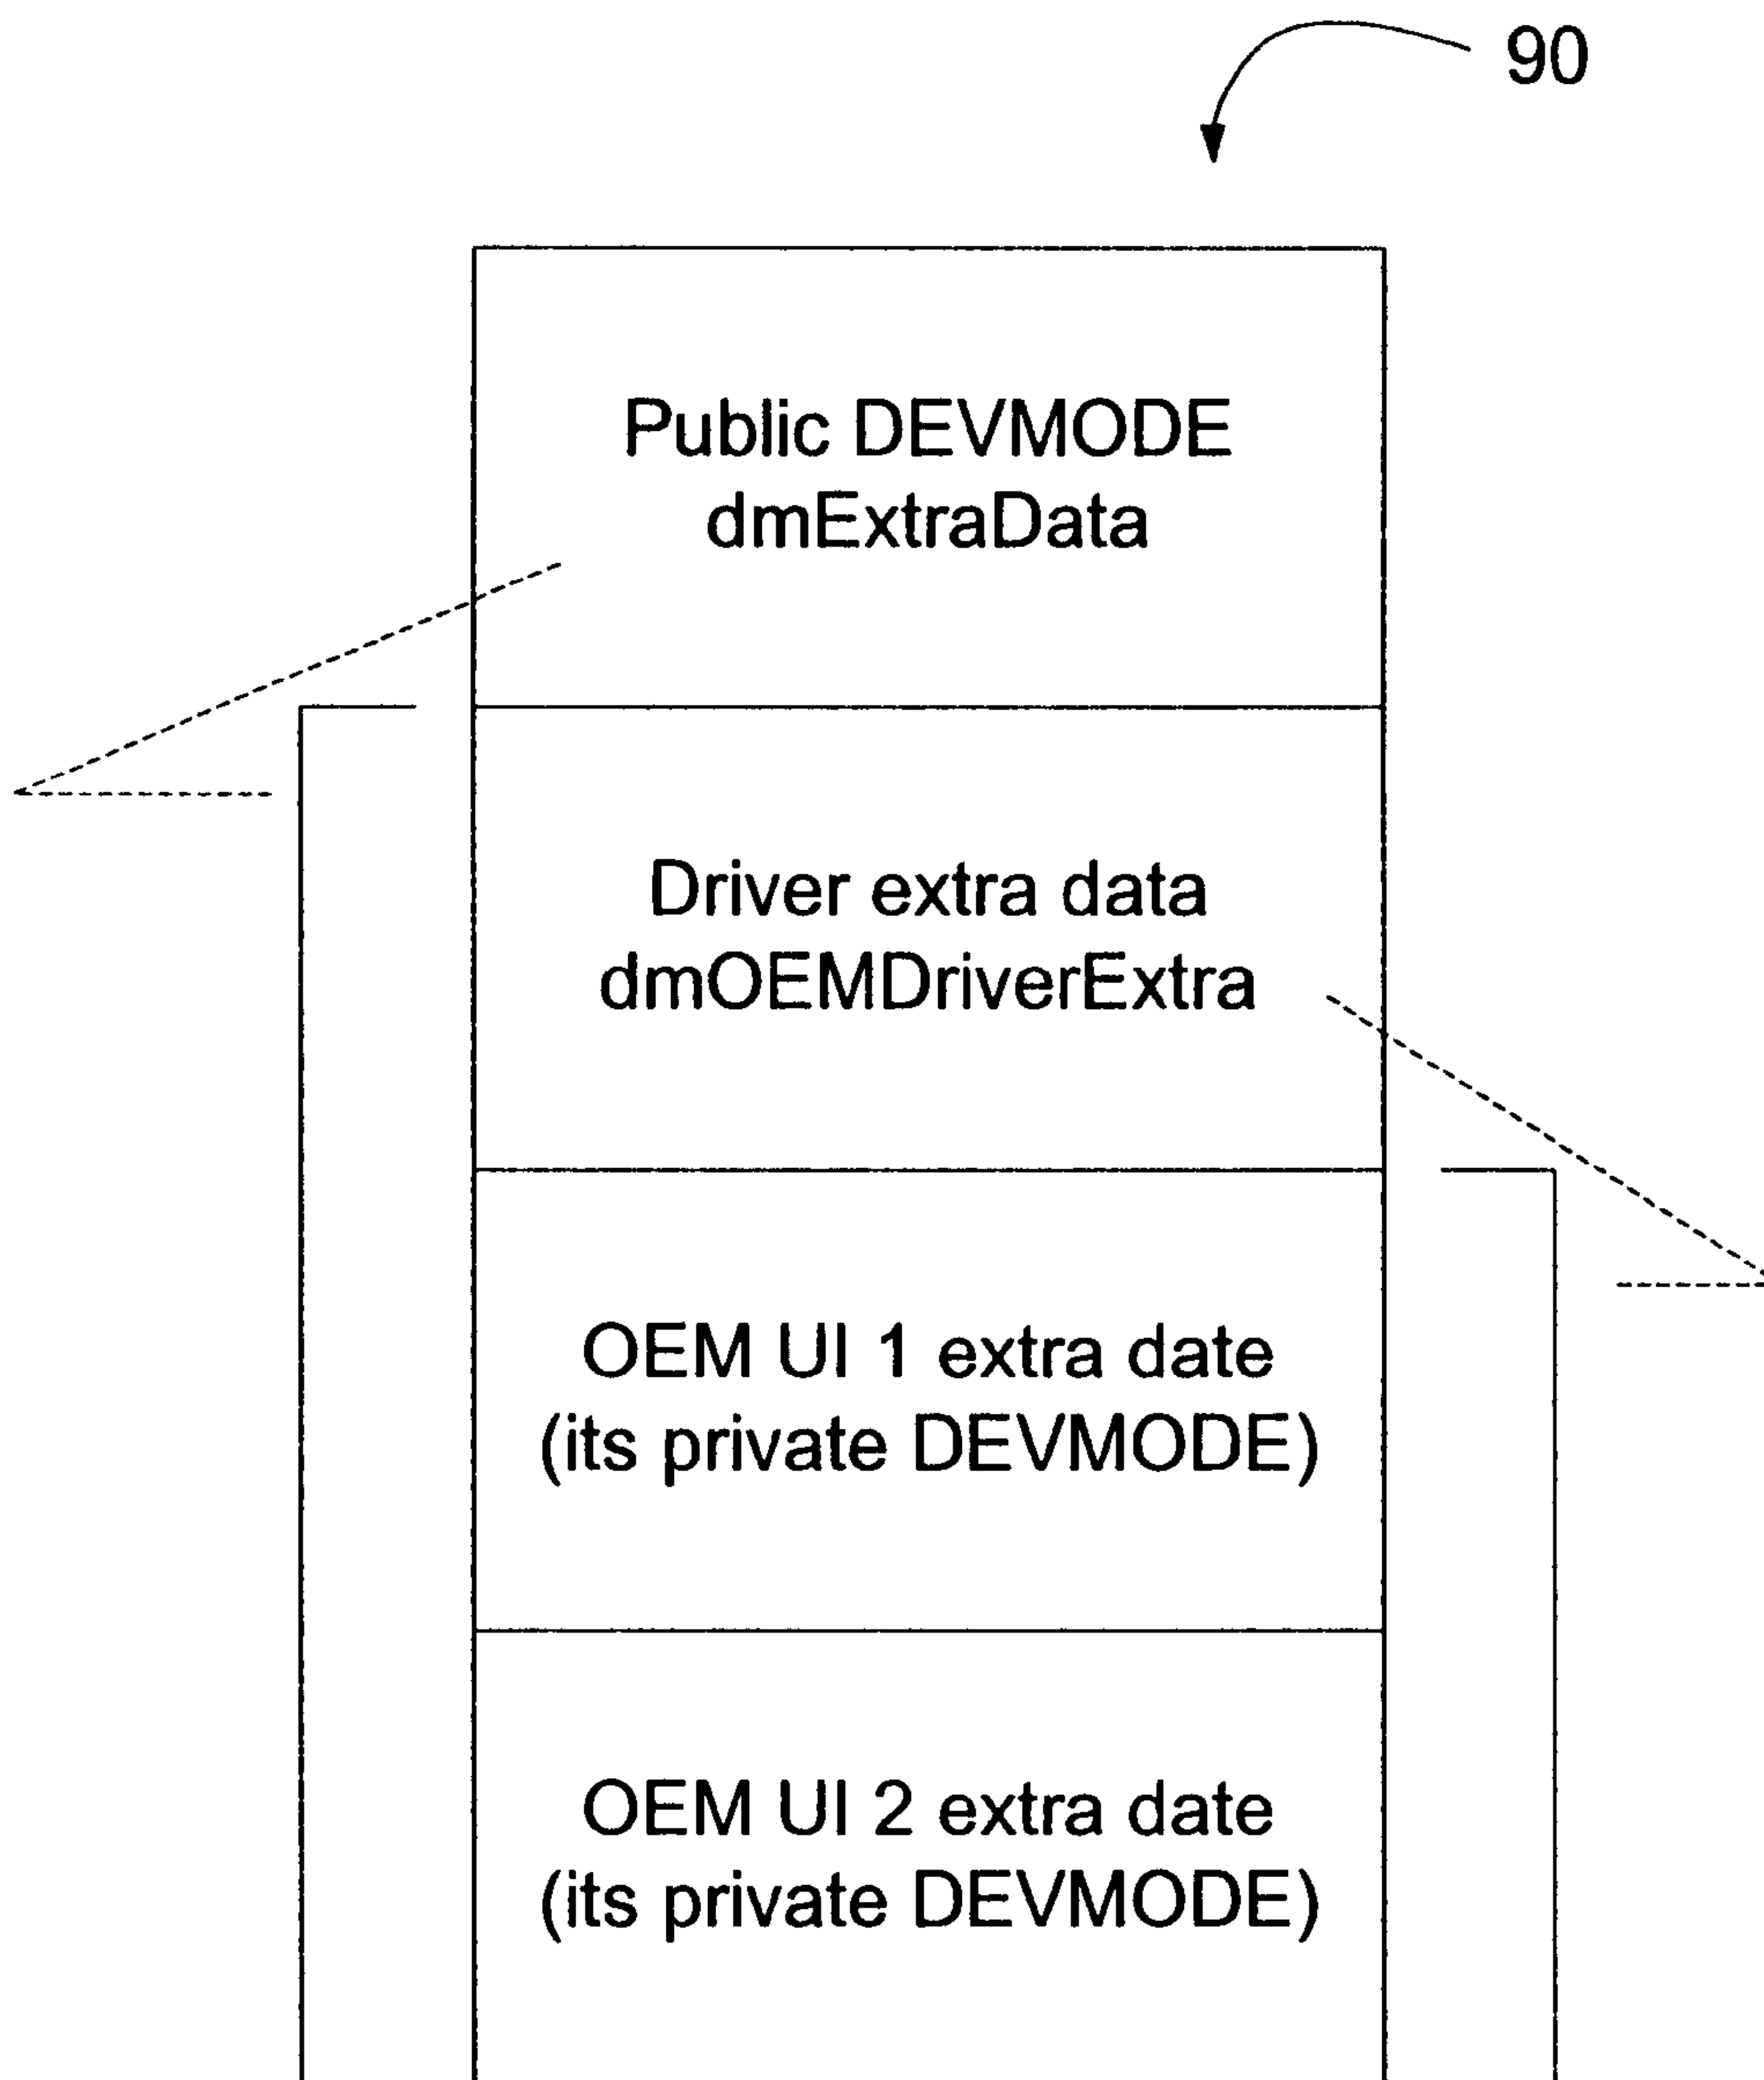 90
Public DEVMODE
dmExtraData
Driver extra data
dmOEMDriverExtra
OEM UI 1 extra date
(its private DEVMODE)
OEM UI 2 extra date
(its private DEVMODE)